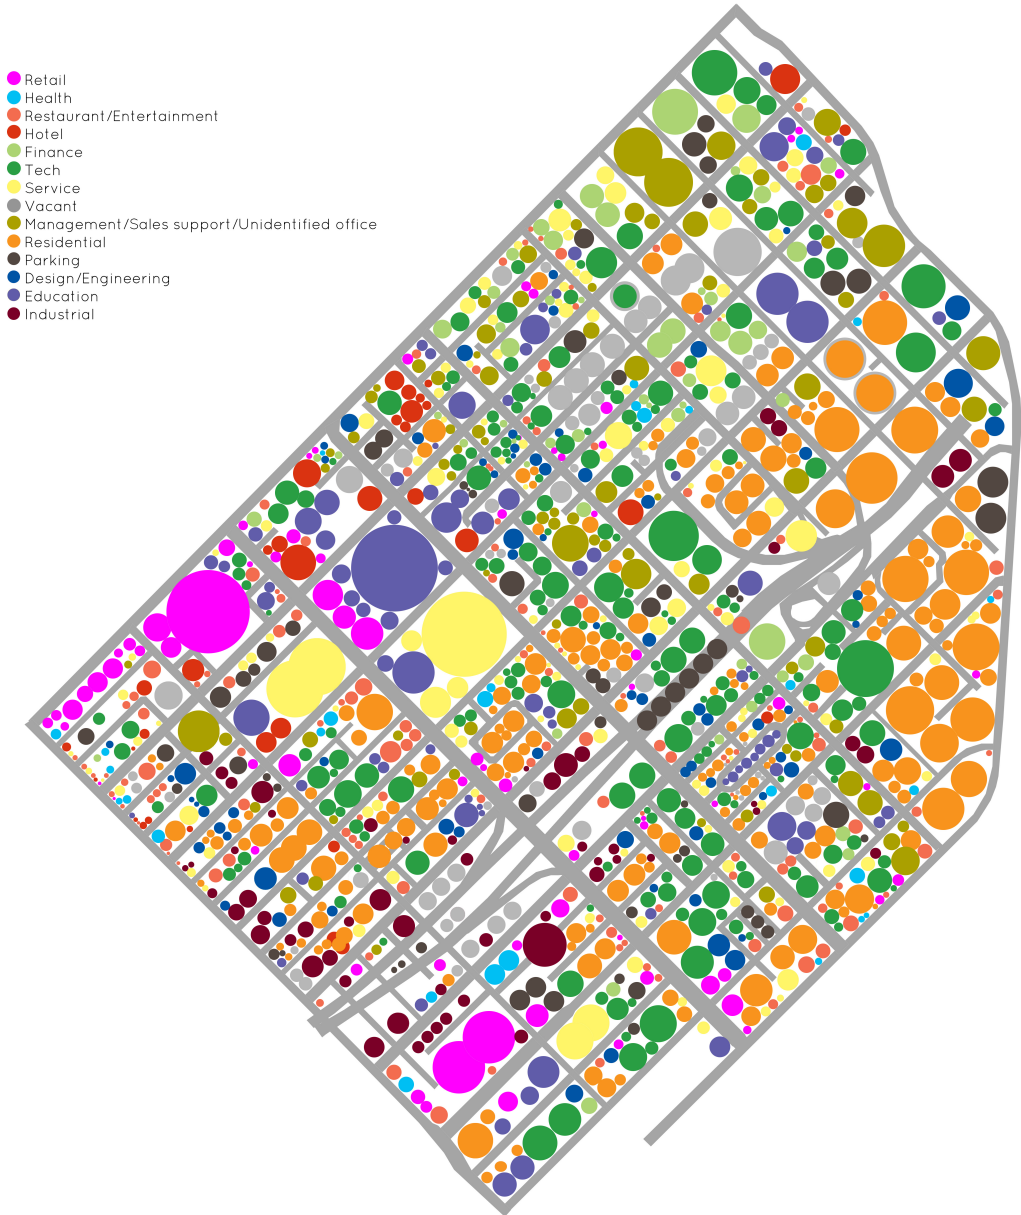 Retail
Health
Restaurant/Entertainment
Hotel
Finance
Tech
Service
Vacant
Management/Sales support/Unidentified office
Residential
Parking
Design/Engineering
Education
Industrial